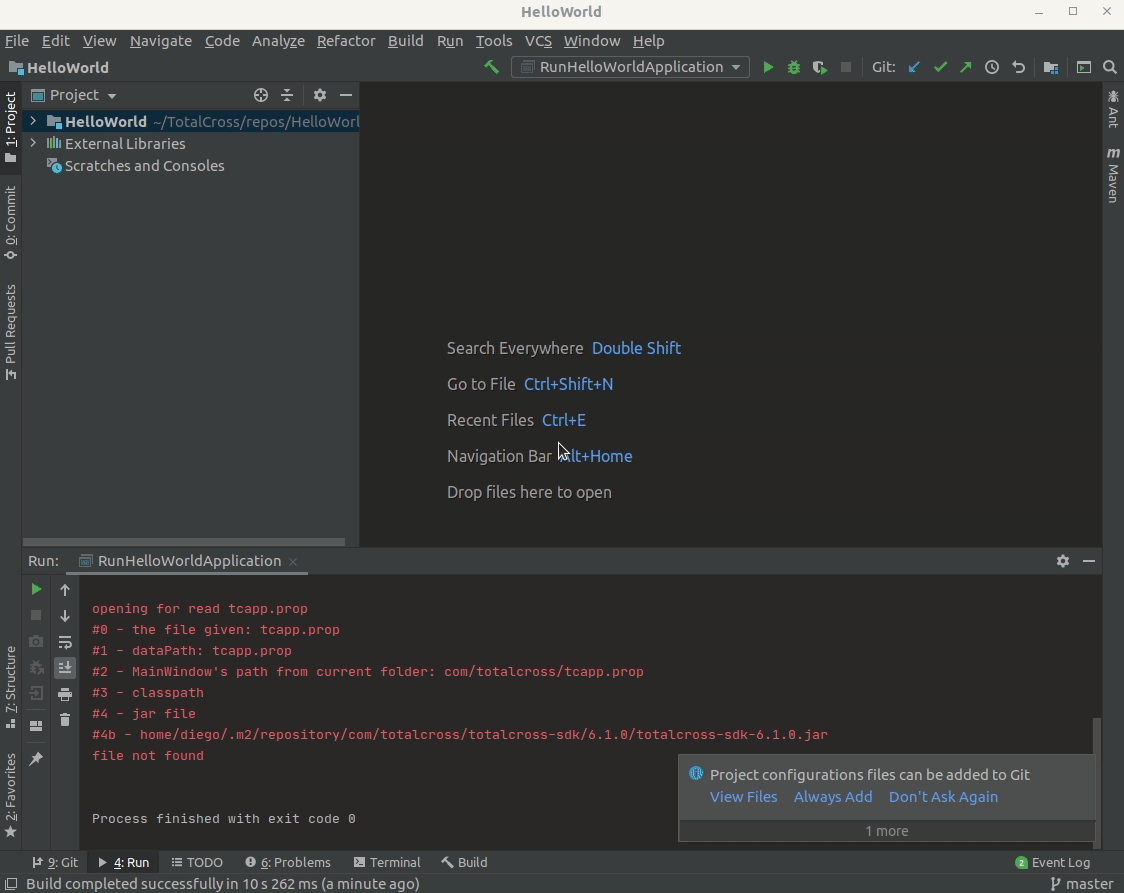 HelloWorld
File Edit View Navigate Code Analyze Refactor Build Run Tools VCS Window Help
HelloWorld
RunHelloWorldApplication
Git:
1: Project
0: Commit
Pull Requests
7: Structure
2: Favorites
Project
HelloWorld ~/TotalCross/repos/HelloWorl
External Libraries
Scratches and Consoles
Search Everywhere Double Shift
Go to File Ctrl+Shift+N
Recent Files Ctrl+E
Navigation Bar Alt+Home
Drop files here to open
Ant
m Maven
Run: RunHelloWorldApplication
opening for read tcapp.prop
#0 - the file given: tcapp.prop
#1 - dataPath: tcapp.prop
#2 - MainWindow's path from current folder: com/totalcross/tcapp.prop
#3 - classpath
#4 - jar file
#4b - home/diego/.m2/repository/com/totalcross/totalcross-sdk/6.1.0/totalcross-sdk-6.1.0.jar
file not found
Process finished with exit code 0
Project configurations files can be added to Git
View Files Always Add Don't Ask Again
1 more
9: Git 4: Run TODO 6: Problems Terminal Build 2 Event Log
Build completed successfully in 10 s 262 ms (a minute ago) master